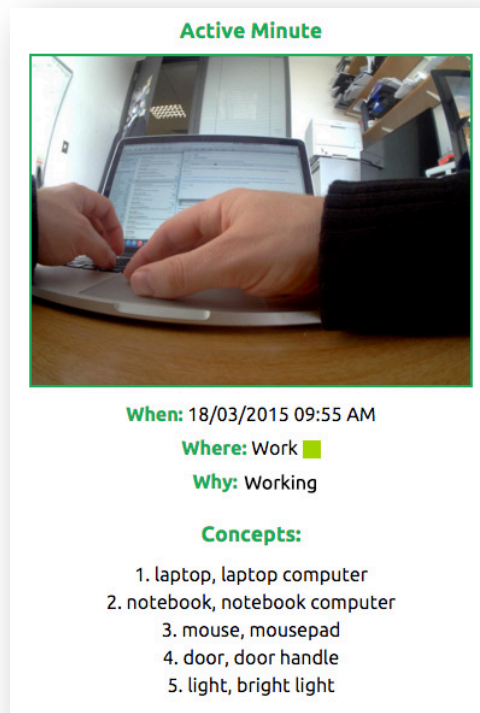 Active Minute
When: 18/03/2015 09:55 AM
Where: Work
Why: Working
Concepts:
1. laptop, laptop computer
2. notebook, notebook computer
3. mouse, mousepad
4. door, door handle
5. light, bright light